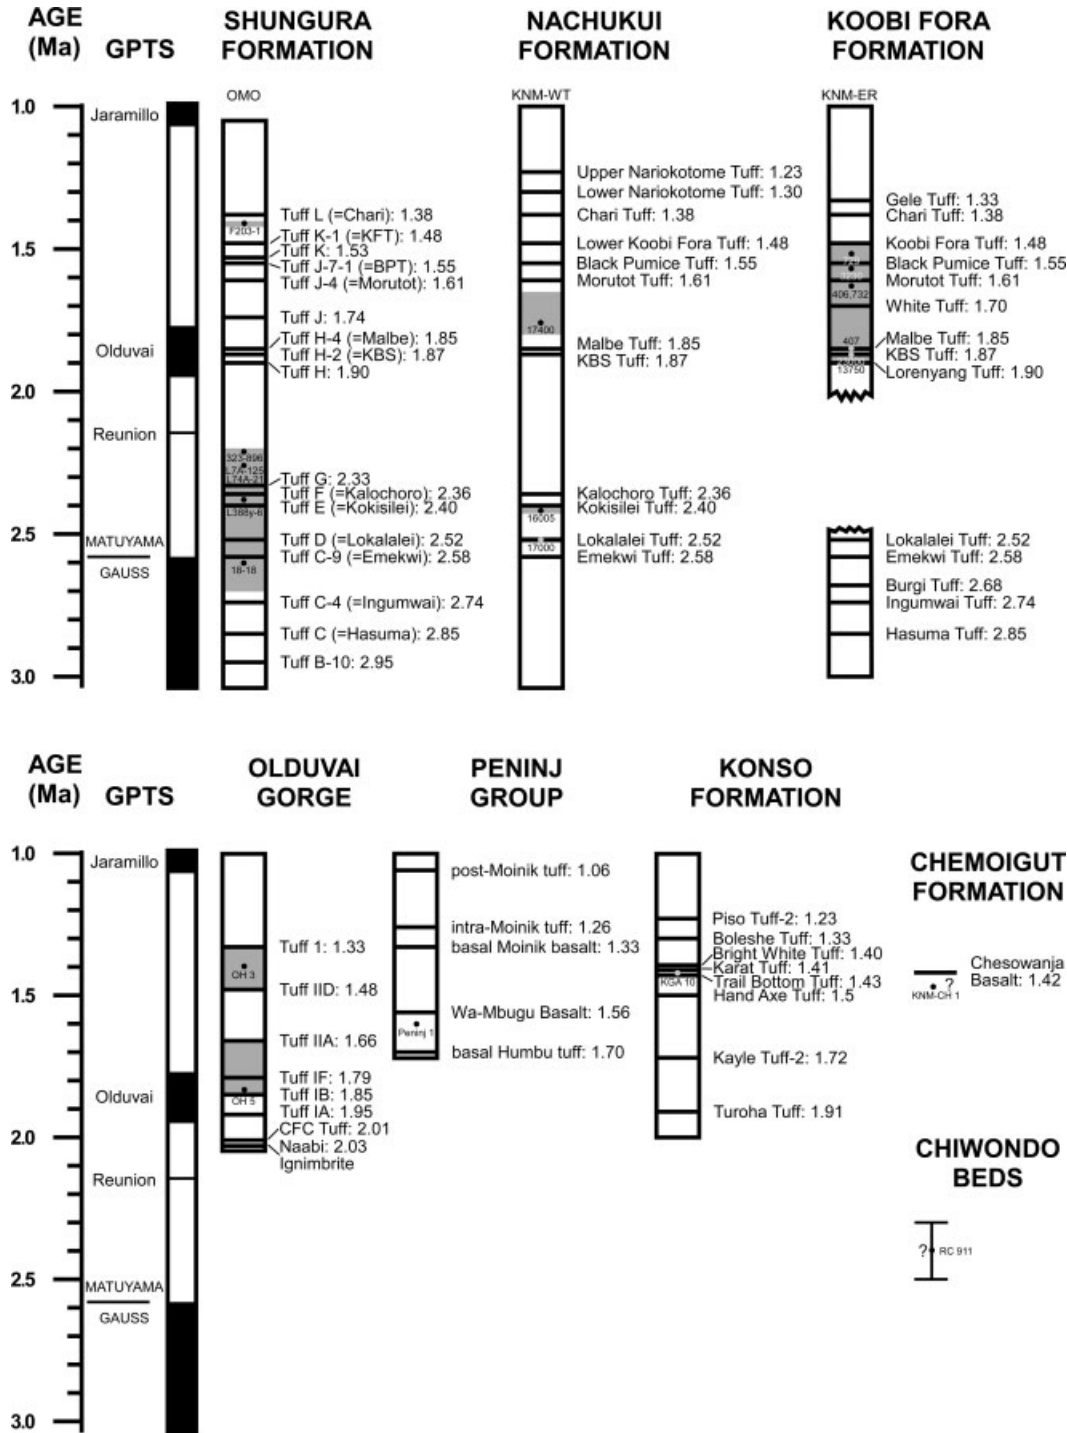 AGE
(Ma)
GPTS
SHUNGURA
FORMATION
NACHUKUI
FORMATION
KOOBI FORA
FORMATION
OMO
KNM-WT
KNM-ER
1.0
1.5
2.0
2.5
3.0
Jaramillo
Olduvai
Reunion
MATUYAMA
GAUSS
F203-1
Tuff L (=Chari): 1.38
Tuff K-1 (=KFT): 1.48
Tuff K: 1.53
Tuff J-7-1 (=BPT): 1.55
Tuff J-4 (=Morutot): 1.61
Tuff J: 1.74
Tuff H-4 (=Malbe): 1.85
Tuff H-2 (=KBS): 1.87
Tuff H: 1.90
323-896
L7A-125
L74A-21
Tuff G: 2.33
Tuff F (=Kalochoro): 2.36
Tuff E (=Kokisilei): 2.40
L388y-6
Tuff D (=Lokalalei): 2.52
Tuff C-9 (=Emekwi): 2.58
18-18
Tuff C-4 (=Ingumwai): 2.74
Tuff C (=Hasuma): 2.85
Tuff B-10: 2.95
Upper Nariokotome Tuff: 1.23
Lower Nariokotome Tuff: 1.30
Chari Tuff: 1.38
Lower Koobi Fora Tuff: 1.48
Black Pumice Tuff: 1.55
Morutot Tuff: 1.61
17400
Malbe Tuff: 1.85
KBS Tuff: 1.87
Kalochoro Tuff: 2.36
Kokisilei Tuff: 2.40
16005
Lokalalei Tuff: 2.52
17000
Emekwi Tuff: 2.58
Gele Tuff: 1.33
Chari Tuff: 1.38
Koobi Fora Tuff: 1.48
Black Pumice Tuff: 1.55
Morutot Tuff: 1.61
406,732
White Tuff: 1.70
407
Malbe Tuff: 1.85
KBS Tuff: 1.87
13750
Lorenyang Tuff: 1.90
Lokalalei Tuff: 2.52
Emekwi Tuff: 2.58
Burgi Tuff: 2.68
Ingumwai Tuff: 2.74
Hasuma Tuff: 2.85
AGE
(Ma)
GPTS
OLDUVAI
GORGE
PENINJ
GROUP
KONSO
FORMATION
1.0
1.5
2.0
2.5
3.0
Jaramillo
Olduvai
Reunion
MATUYAMA
GAUSS
Tuff 1: 1.33
OH 3
Tuff IID: 1.48
Tuff IIA: 1.66
Tuff IF: 1.79
Tuff IB: 1.85
OH 5
Tuff IA: 1.95
CFC Tuff: 2.01
Naabi: 2.03
Ignimbrite
post-Moinik tuff: 1.06
intra-Moinik tuff: 1.26
basal Moinik basalt: 1.33
Wa-Mbugu Basalt: 1.56
Peninj 1
basal Humbu tuff: 1.70
Piso Tuff-2: 1.23
Boleshe Tuff: 1.33
Bright White Tuff: 1.40
Karat Tuff: 1.41
KGA 10
Trail Bottom Tuff: 1.43
Hand Axe Tuff: 1.5
Kayle Tuff-2: 1.72
Turoha Tuff: 1.91
CHEMOIGUT
FORMATION
Chesowanja
Basalt: 1.42
?
KNM-CH 1
CHIWONDO
BEDS
? RC 911